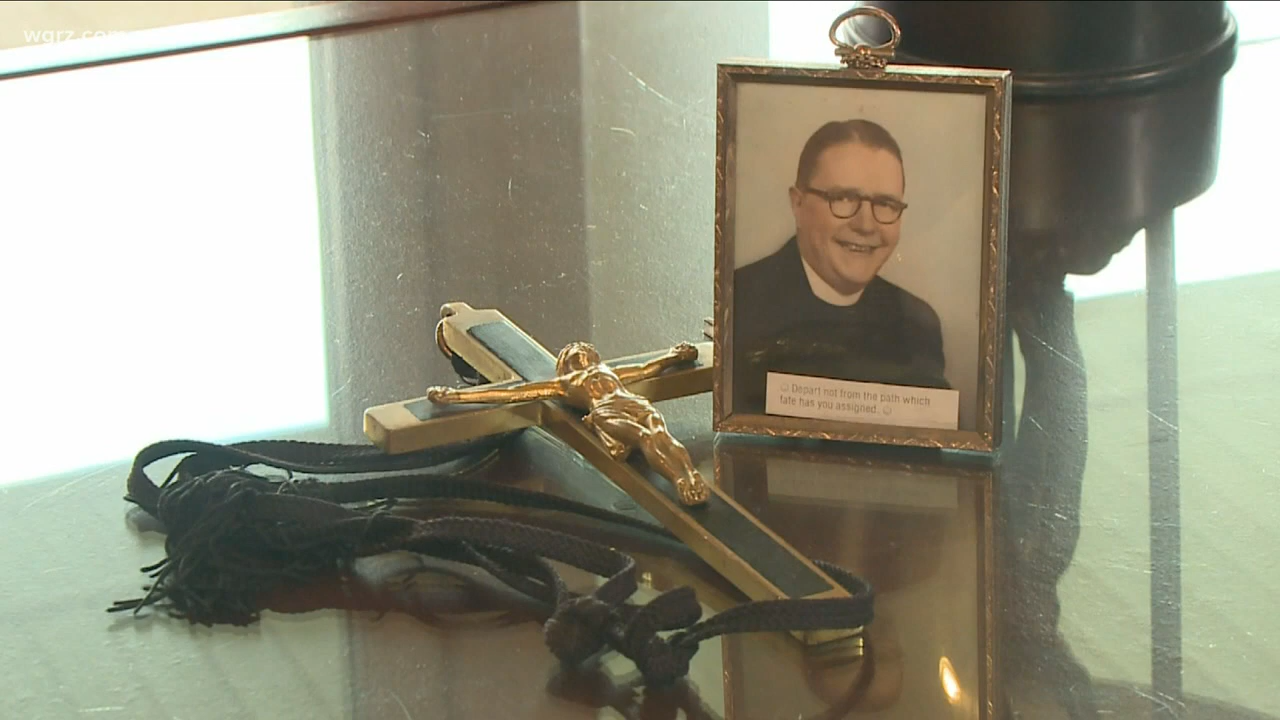 wgrz.com
☺ Depart not from the path which
fate has you assigned. ☺